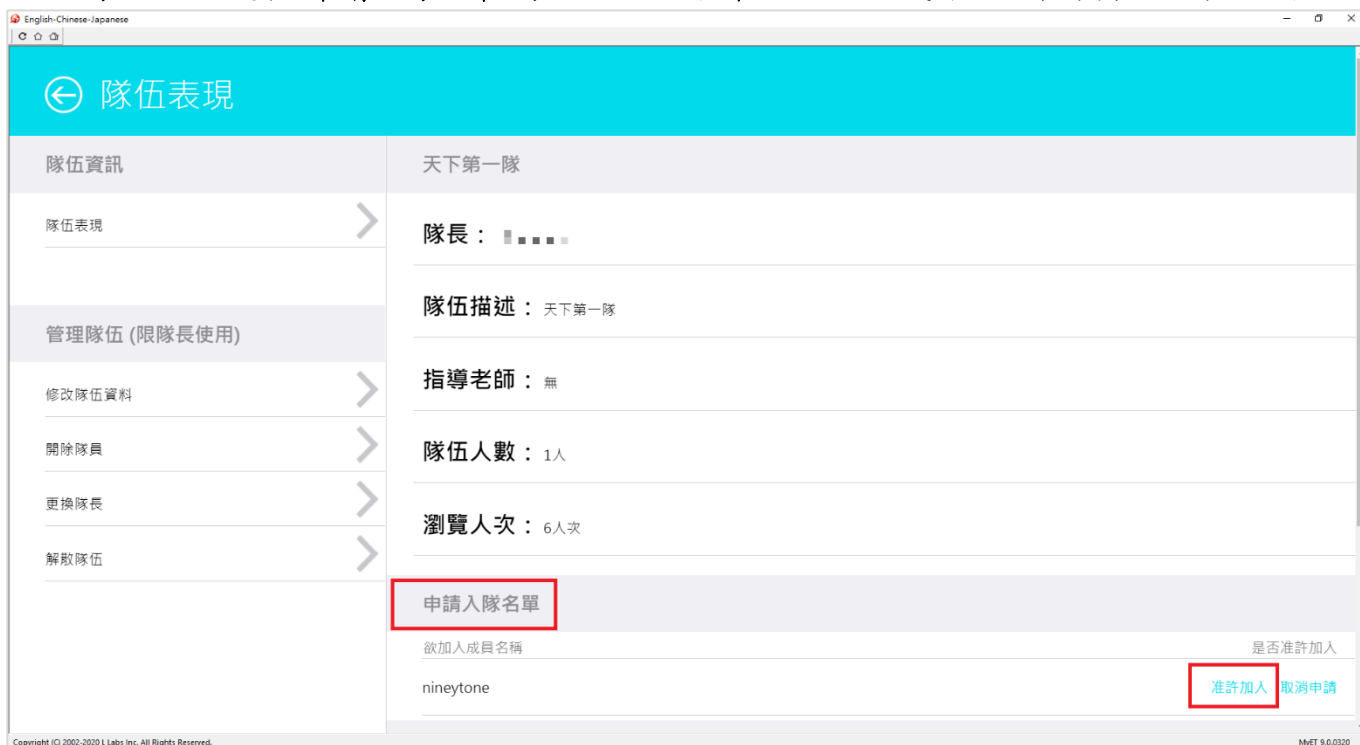 English-Chinese-Japanese
隊伍表現
隊伍資訊
隊伍表現
管理隊伍 (限隊長使用)
修改隊伍資料
開除隊員
更換隊長
解散隊伍
天下第一隊
隊長：
隊伍描述： 天下第一隊
指導老師： 無
隊伍人數： 1人
瀏覽人次： 6人次
申請入隊名單
欲加入成員名稱 是否准許加入
nineytone 准許加入 取消申請
Copyright (C) 2002-2020 L Labs Inc. All Rights Reserved. MyET 9.0.0320